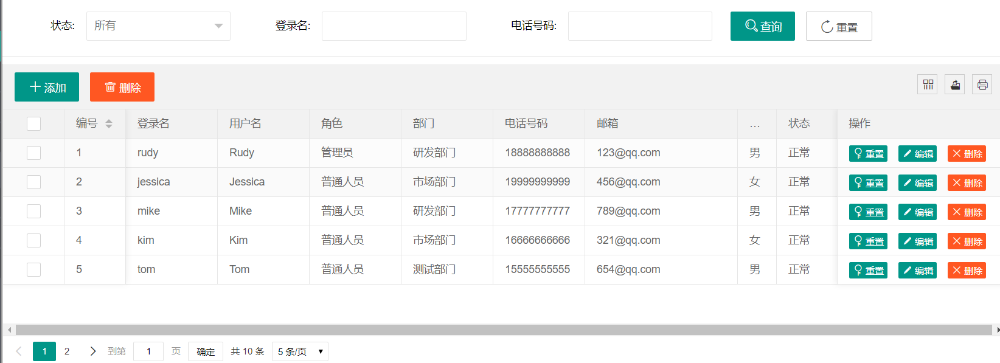 状态: 所有 登录名: 电话号码: 查询 重置
添加 删除
编号 登录名 用户名 角色 部门 电话号码 邮箱 ... 状态 操作
1 rudy Rudy 管理员 研发部门 18888888888 123@qq.com 男 正常 重置 编辑 删除
2 jessica Jessica 普通人员 市场部门 19999999999 456@qq.com 女 正常 重置 编辑 删除
3 mike Mike 普通人员 研发部门 17777777777 789@qq.com 男 正常 重置 编辑 删除
4 kim Kim 普通人员 市场部门 16666666666 321@qq.com 女 正常 重置 编辑 删除
5 tom Tom 普通人员 测试部门 15555555555 654@qq.com 男 正常 重置 编辑 删除
1 2 到第 1 页 确定 共 10 条 5 条/页